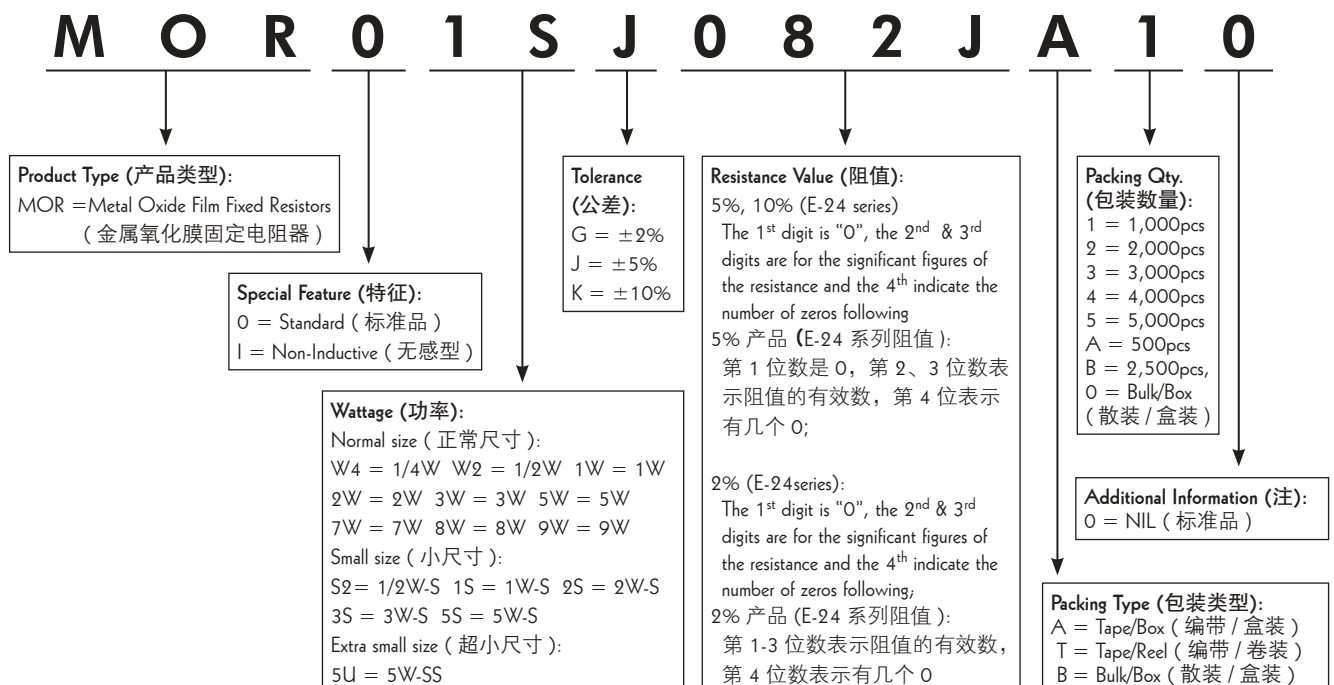 M O R 0 1 S J 0 8 2 J A 1 0
Product Type (产品类型):
MOR =Metal Oxide Film Fixed Resistors
( 金属氧化膜固定电阻器 )
Special Feature (特征):
0 = Standard ( 标准品 )
I = Non-Inductive ( 无感型 )
Wattage (功率):
Normal size ( 正常尺寸 ):
W4 = 1/4W W2 = 1/2W 1W = 1W
2W = 2W 3W = 3W 5W = 5W
7W = 7W 8W = 8W 9W = 9W
Small size ( 小尺寸 ):
S2= 1/2W-S 1S = 1W-S 2S = 2W-S
3S = 3W-S 5S = 5W-S
Extra small size ( 超小尺寸 ):
5U = 5W-SS
Tolerance
(公差):
G = ±2%
J = ±5%
K = ±10%
Resistance Value (阻值):
5%, 10% (E-24 series)
The 1st digit is “0”, the 2nd & 3rd
digits are for the significant figures of
the resistance and the 4th indicate the
number of zeros following
5% 产品 (E-24 系列阻值 ):
第 1 位数是 0，第 2、3 位数表
示阻值的有效数，第 4 位表示
有几个 0;
2% (E-24series):
The 1st digit is “0”, the 2nd & 3rd
digits are for the significant figures of
the resistance and the 4th indicate the
number of zeros following;
2% 产品 (E-24 系列阻值 ):
第 1-3 位数表示阻值的有效数，
第 4 位数表示有几个 0
Packing Qty.
(包装数量):
1 = 1,000pcs
2 = 2,000pcs
3 = 3,000pcs
4 = 4,000pcs
5 = 5,000pcs
A = 500pcs
B = 2,500pcs,
0 = Bulk/Box
( 散装 / 盒装 )
Additional Information (注):
0 = NIL ( 标准品 )
Packing Type (包装类型):
A = Tape/Box ( 编带 / 盒装 )
T = Tape/Reel ( 编带 / 卷装 )
B = Bulk/Box ( 散装 / 盒装 )